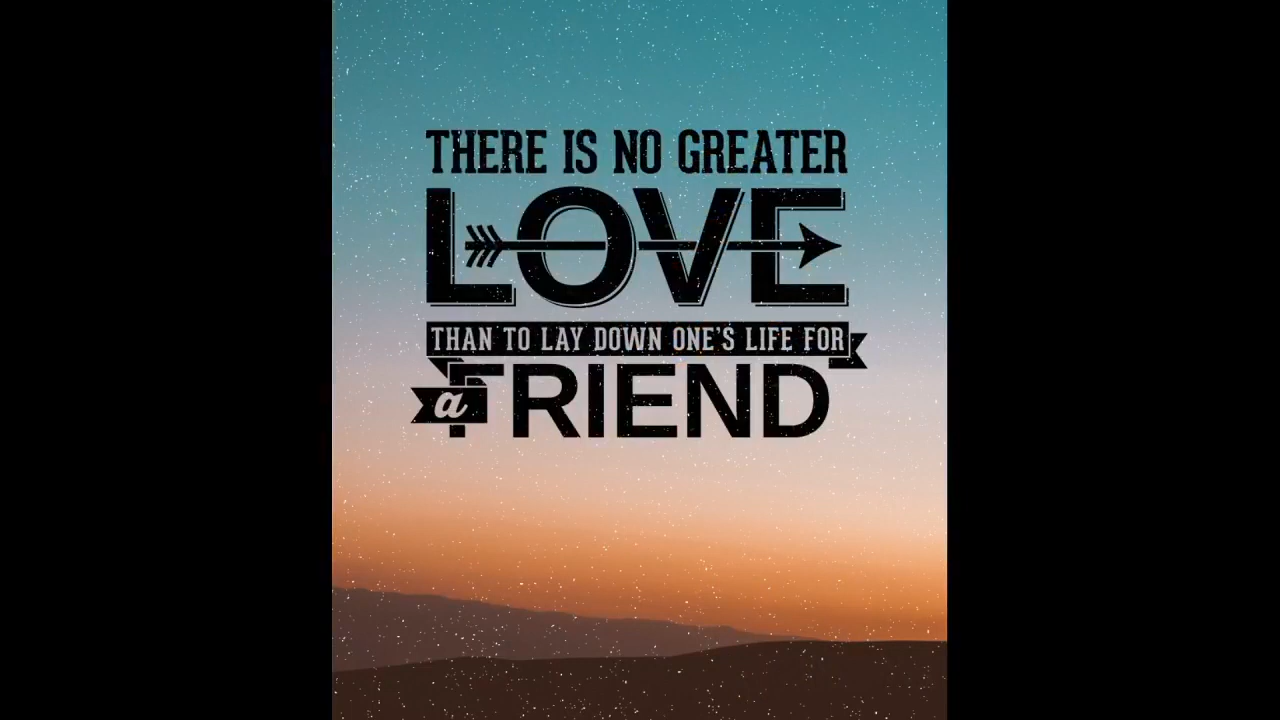 THERE IS NO GREATER
LOVE
THAN TO LAY DOWN ONE'S LIFE FOR
a FRIEND